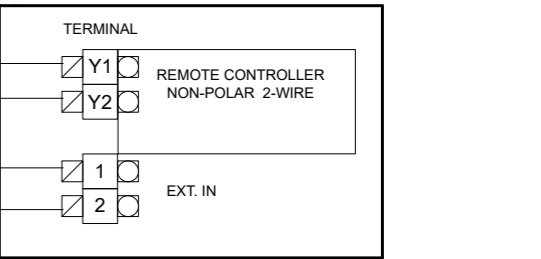 TERMINAL
Y1
REMOTE CONTROLLER
Y2
NON-POLAR 2-WIRE
1
EXT. IN
2